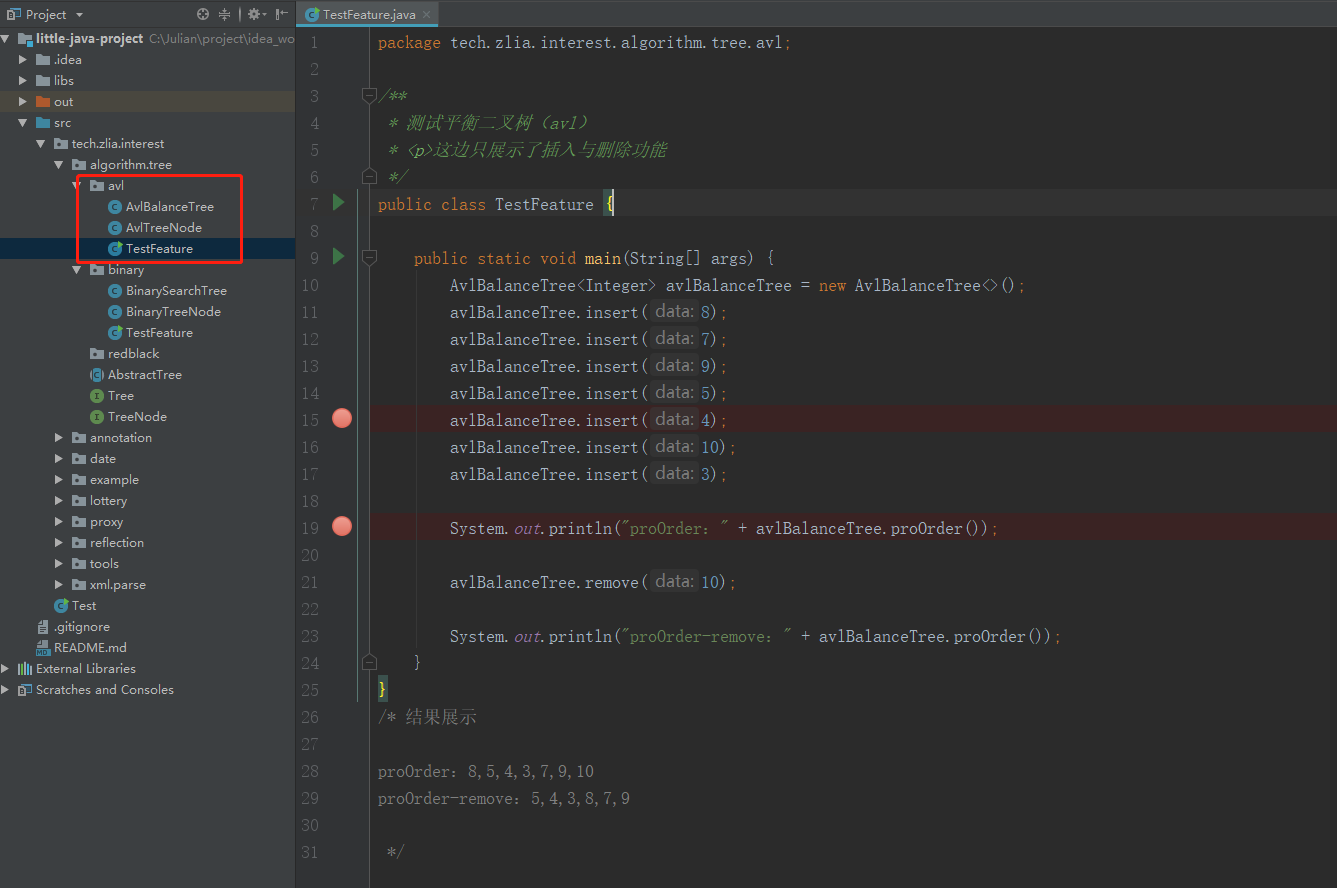 Project
little-java-project C:\Julian\project\idea_wo
.idea
libs
out
src
tech.zlia.interest
algorithm.tree
avl
AvlBalanceTree
AvlTreeNode
TestFeature
binary
BinarySearchTree
BinaryTreeNode
TestFeature
redblack
AbstractTree
Tree
TreeNode
annotation
date
example
lottery
proxy
reflection
tools
xml.parse
Test
.gitignore
README.md
External Libraries
Scratches and Consoles
TestFeature.java
1 package tech.zlia.interest.algorithm.tree.avl;
2
3 /**
4 * 测试平衡二叉树（avl）
5 * <p>这边只展示了插入与删除功能
6 */
7 public class TestFeature {
8
9 public static void main(String[] args) {
10 AvlBalanceTree<Integer> avlBalanceTree = new AvlBalanceTree<>();
11 avlBalanceTree.insert( data: 8);
12 avlBalanceTree.insert( data: 7);
13 avlBalanceTree.insert( data: 9);
14 avlBalanceTree.insert( data: 5);
15 avlBalanceTree.insert( data: 4);
16 avlBalanceTree.insert( data: 10);
17 avlBalanceTree.insert( data: 3);
18
19 System.out.println("proOrder：" + avlBalanceTree.proOrder());
20
21 avlBalanceTree.remove( data: 10);
22
23 System.out.println("proOrder-remove：" + avlBalanceTree.proOrder());
24 }
25 }
26 /* 结果展示
27
28 proOrder：8,5,4,3,7,9,10
29 proOrder-remove：5,4,3,8,7,9
30
31 */